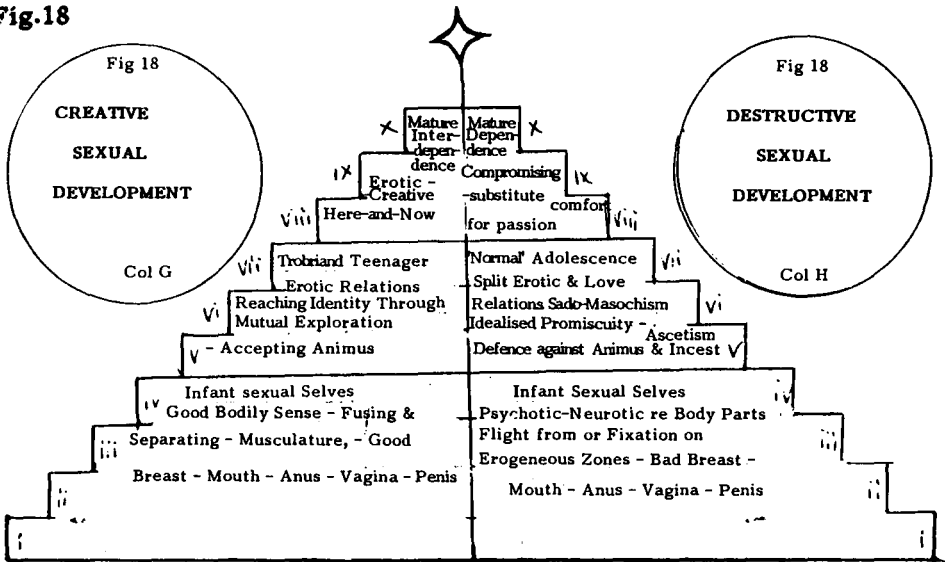 Fig.18
Fig 18
CREATIVE
SEXUAL
DEVELOPMENT
Col G
Fig 18
DESTRUCTIVE
SEXUAL
DEVELOPMENT
Col H
x Mature Inter- depen- dence
Mature Depen- dence x
ix Erotic - Creative
Compromising -substitute ix
viii Here-and-Now
comfort for passion viii
vii Trobriand Teenager
Normal' Adolescence vii
Erotic Relations
Split Erotic & Love
vi Reaching Identity Through
Relations Sado-Masochism vi
Mutual Exploration
Idealised Promiscuity - Ascetism
v - Accepting Animus
Defence against Animus & Incest v
iv Infant sexual Selves
Infant Sexual Selves iv
Good Bodily Sense - Fusing &
Psychotic-Neurotic re Body Parts
iii Separating - Musculature, - Good
Flight from or Fixation on iii
Breast - Mouth - Anus - Vagina - Penis
Erogeneous Zones - Bad Breast -
ii
Mouth - Anus - Vagina - Penis ii
i
i